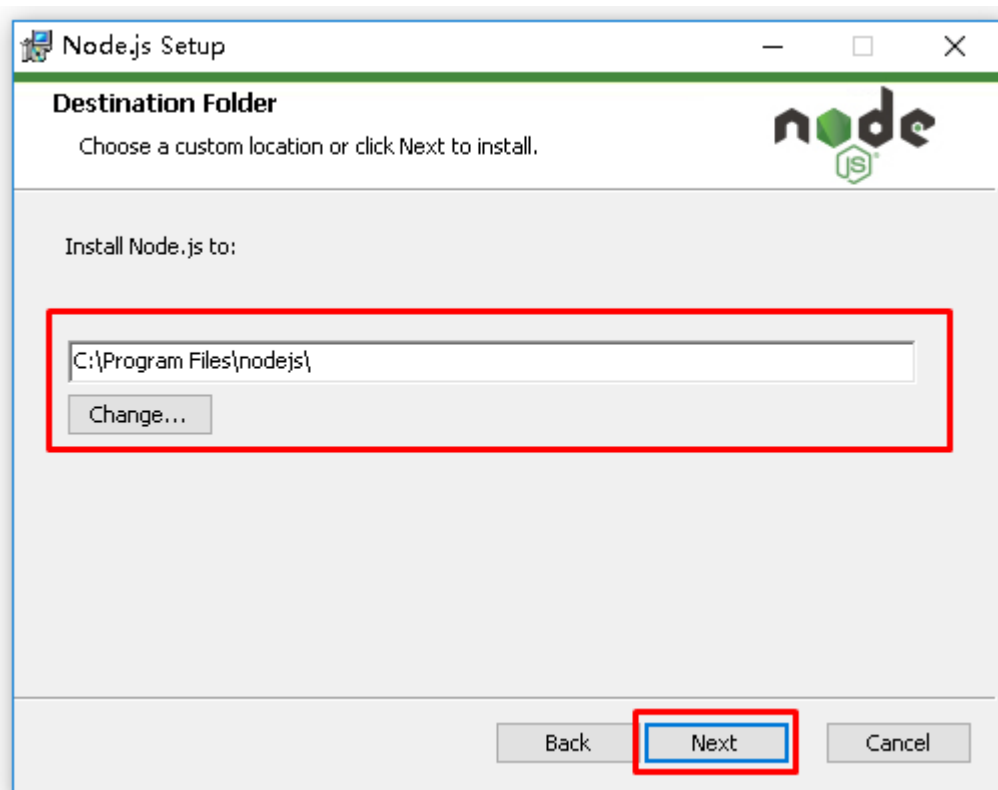 Node.js Setup
Destination Folder
Choose a custom location or click Next to install.
node
JS
Install Node.js to:
C:\Program Files\nodejs\
Change...
Back
Next
Cancel